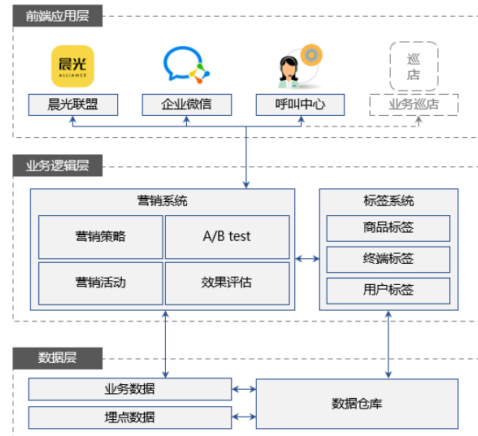 前端应用层
晨光
ALLIANCE
巡
店
晨光联盟
企业微信
呼叫中心
业务巡店
业务逻辑层
营销系统
标签系统
营销策略
A/B test
商品标签
终端标签
营销活动
效果评估
用户标签
数据层
业务数据
数据仓库
埋点数据